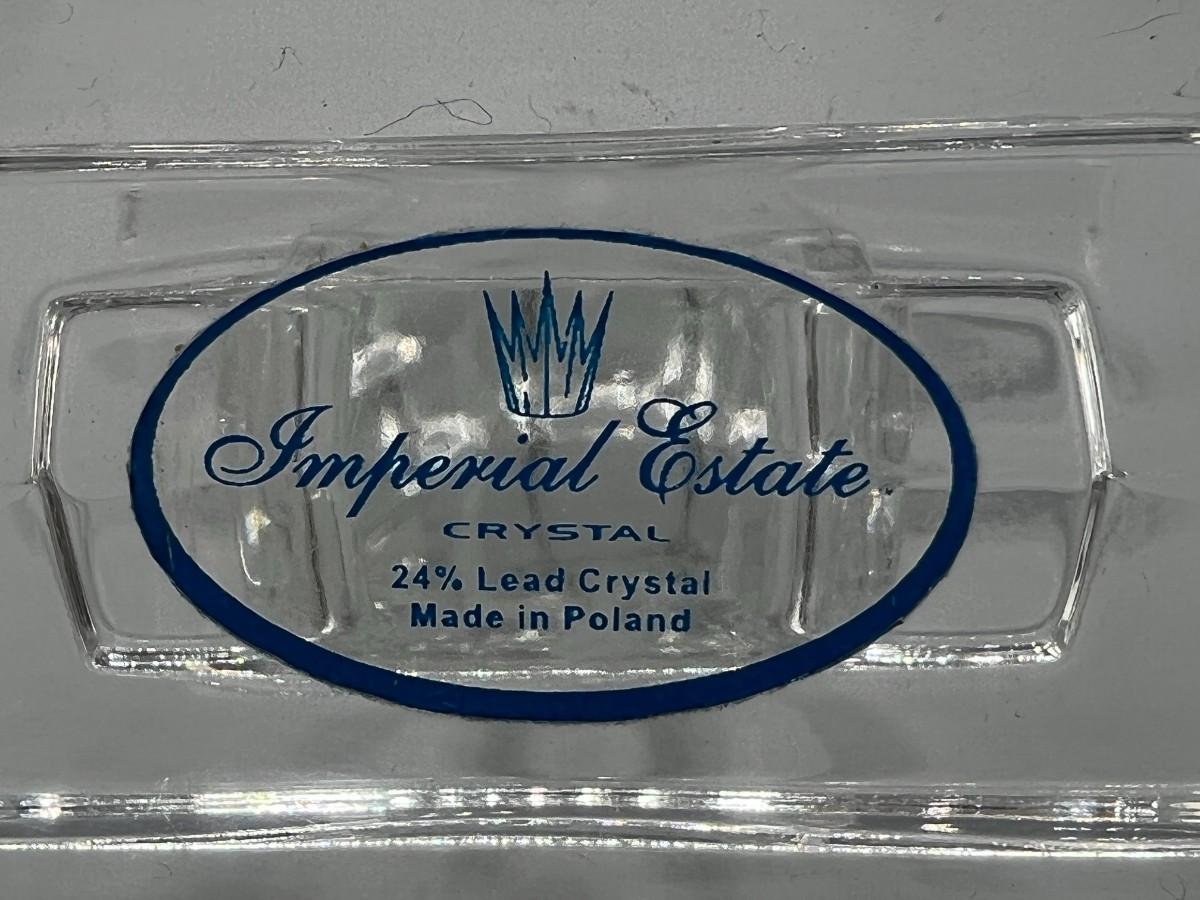 Imperial Estate
CRYSTAL
24% Lead Crystal
Made in Poland